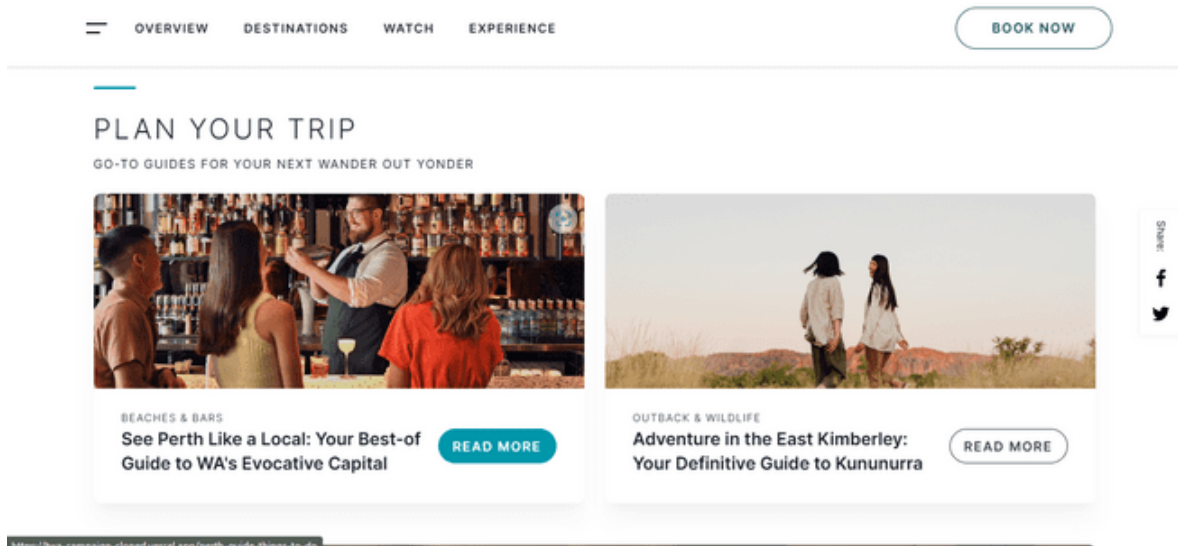 OVERVIEW DESTINATIONS WATCH EXPERIENCE BOOK NOW
PLAN YOUR TRIP
GO-TO GUIDES FOR YOUR NEXT WANDER OUT YONDER
Share:
BEACHES & BARS
See Perth Like a Local: Your Best-of
Guide to WA's Evocative Capital
READ MORE
OUTBACK & WILDLIFE
Adventure in the East Kimberley:
Your Definitive Guide to Kununurra
READ MORE